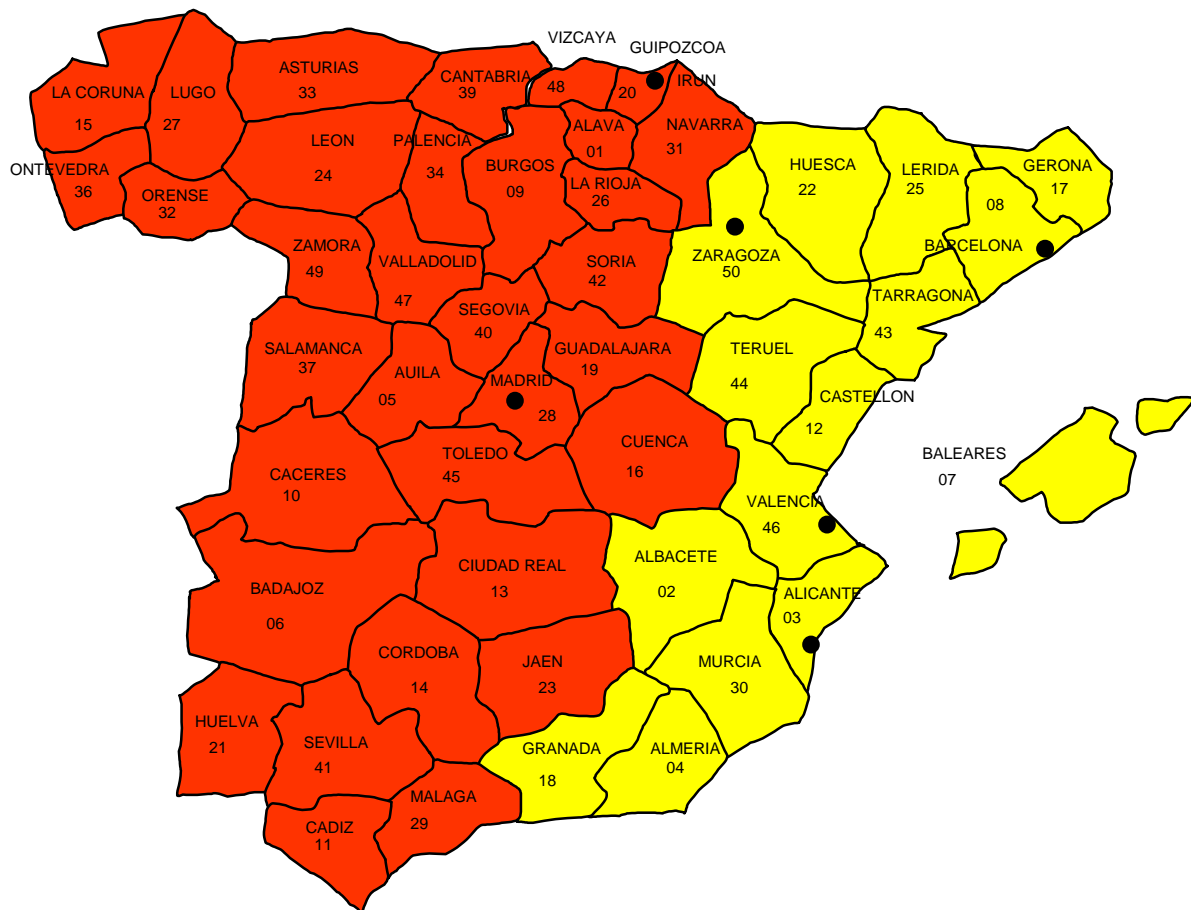 VIZCAYA
GUIPOZCOA
ASTURIAS
33
CANTABRIA
39
48
20
IRUN
LA CORUNA
15
LUGO
27
LEON
24
PALENCIA
34
BURGOS
09
ALAVA
01
NAVARRA
31
LA RIOJA
26
HUESCA
22
LERIDA
25
GERONA
17
08
BARCELONA
ONTEVEDRA
36
ORENSE
32
ZAMORA
49
VALLADOLID
47
SORIA
42
ZARAGOZA
50
TARRAGONA
43
SEGOVIA
40
SALAMANCA
37
AUILA
05
MADRID
28
GUADALAJARA
19
TERUEL
44
CASTELLON
12
CACERES
10
TOLEDO
45
CUENCA
16
VALENCIA
46
BALEARES
07
BADAJOZ
06
CIUDAD REAL
13
ALBACETE
02
ALICANTE
03
CORDOBA
14
JAEN
23
MURCIA
30
HUELVA
21
SEVILLA
41
GRANADA
18
ALMERIA
04
MALAGA
29
CADIZ
11